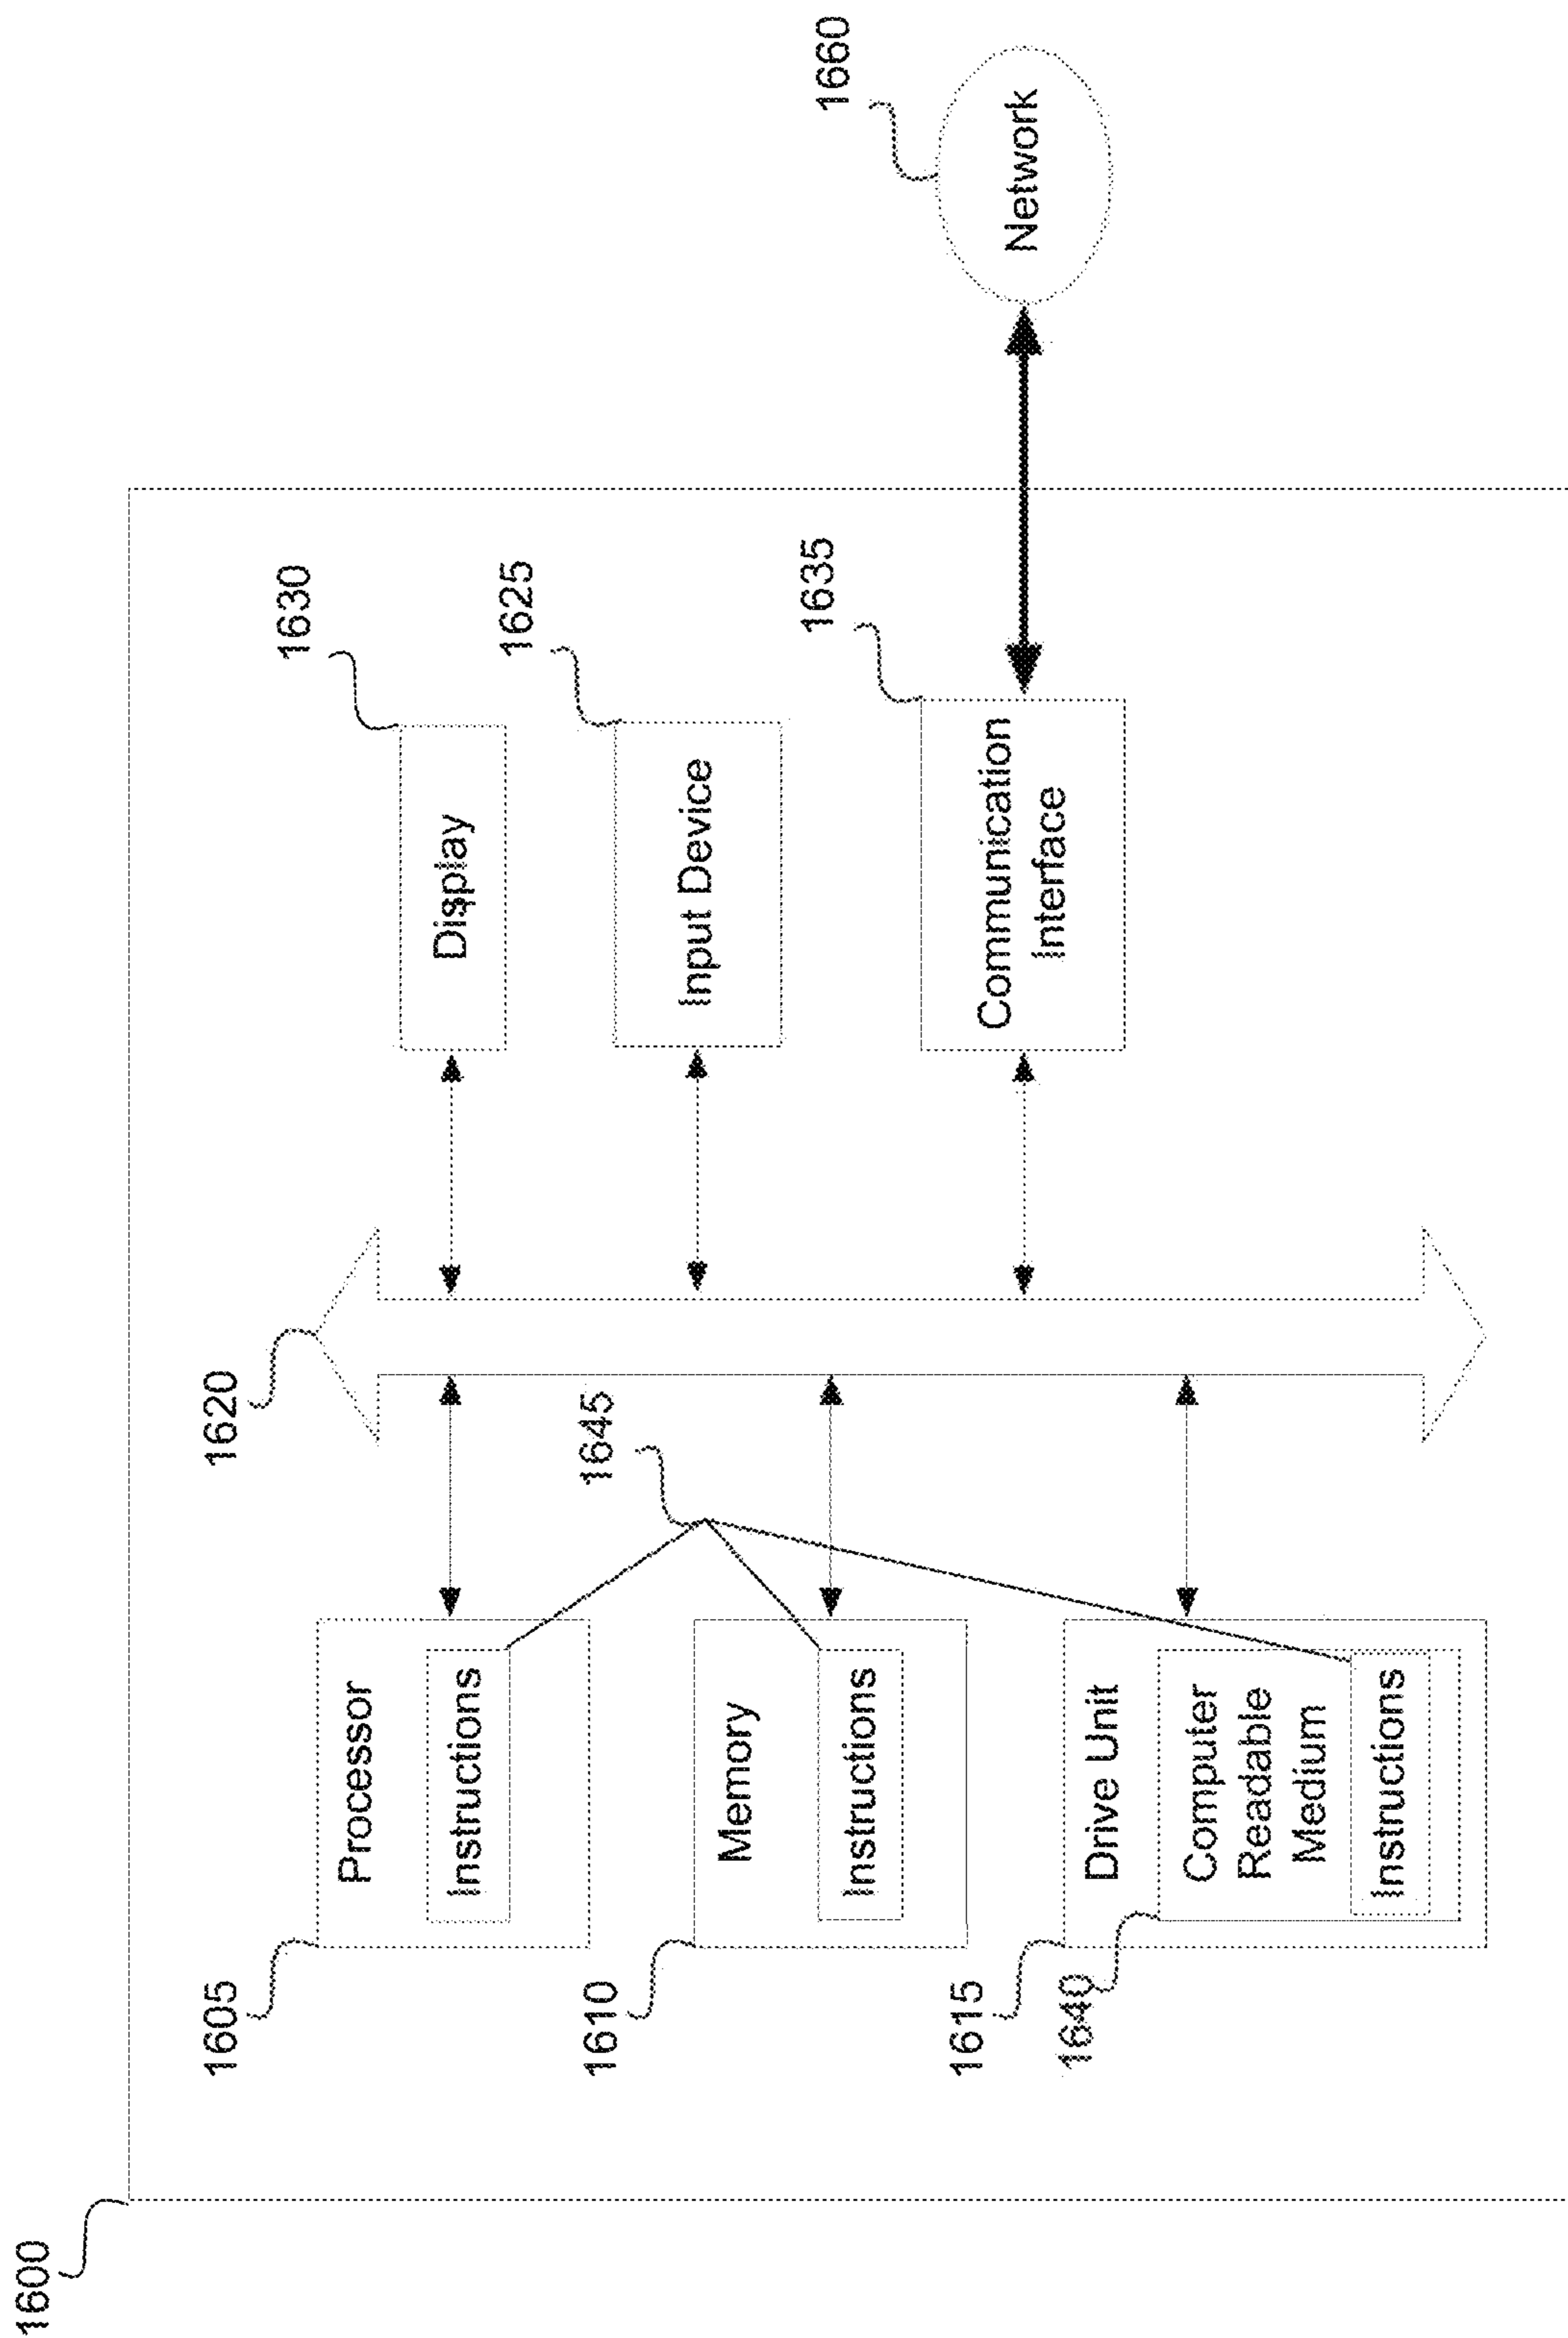 1600
1620
1605
Processor
Instructions
1630
Display
1645
1625
Input Device
1610
Memory
Instructions
1635
Communication
Interface
1660
Network
1615
Drive Unit
1640
Computer
Readable
Medium
Instructions